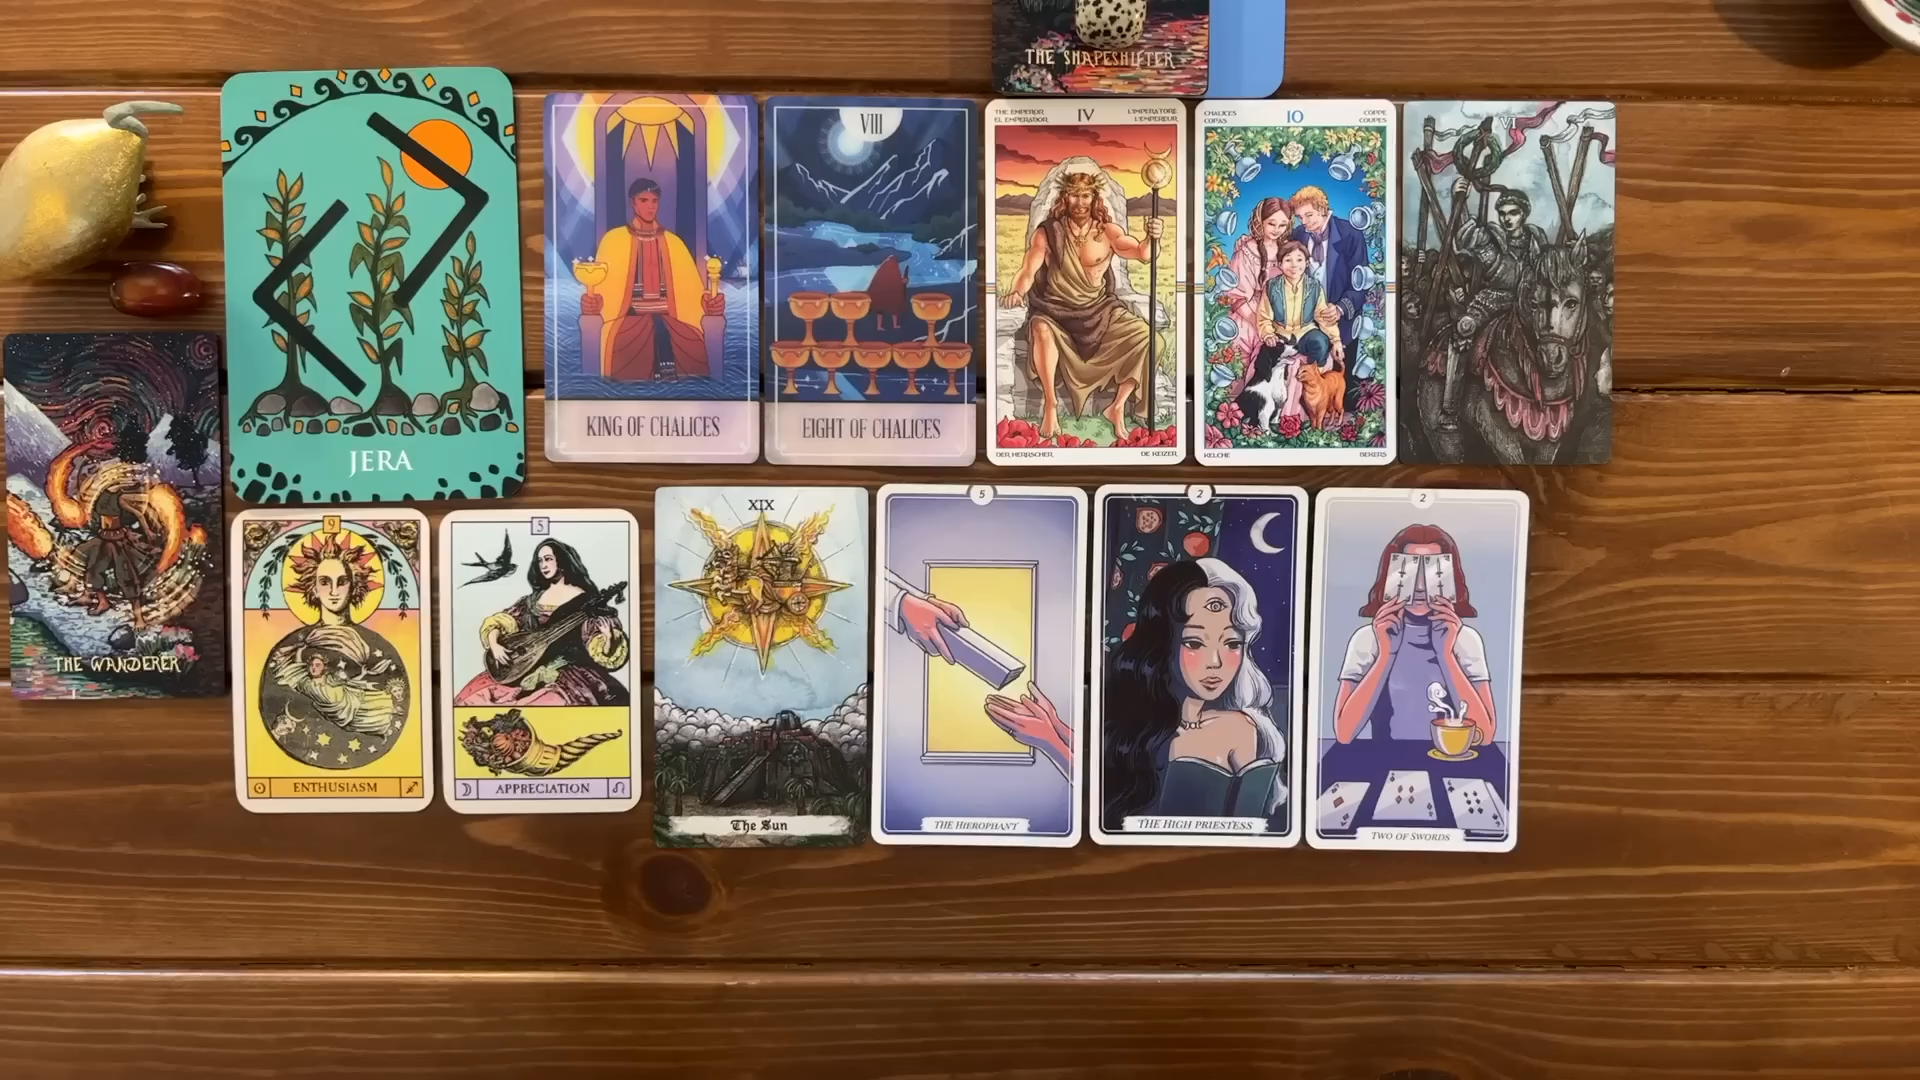 THE SHAPESHIFTER
JERA
KING OF CHALICES
VIII
EIGHT OF CHALICES
THE EMPEROR
EL EMPERADOR
IV
L'IMPERATORE
L'EMPEREUR
DER HERRSCHER
DE KEIZER
CHALICES
COPAS
10
COPPE
COUPES
KELCHE
BEKERS
VI
THE WANDERER
9
ENTHUSIASM
5
APPRECIATION
XIX
The Sun
5
THE HIEROPHANT
2
THE HIGH PRIESTESS
2
TWO OF SWORDS